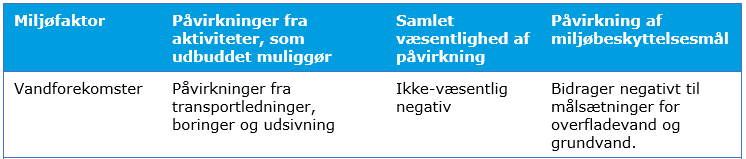 Miljøfaktor
Påvirkninger fra
aktiviteter, som
udbuddet muliggør
Samlet
væsentlighed af
påvirkning
Påvirkning af
miljøbeskyttelsesmål
Vandforekomster
Påvirkninger fra
transportledninger,
boringer og udsivning
Ikke-væsentlig
negativ
Bidrager negativt til
målsætninger for
overfladevand og
grundvand.